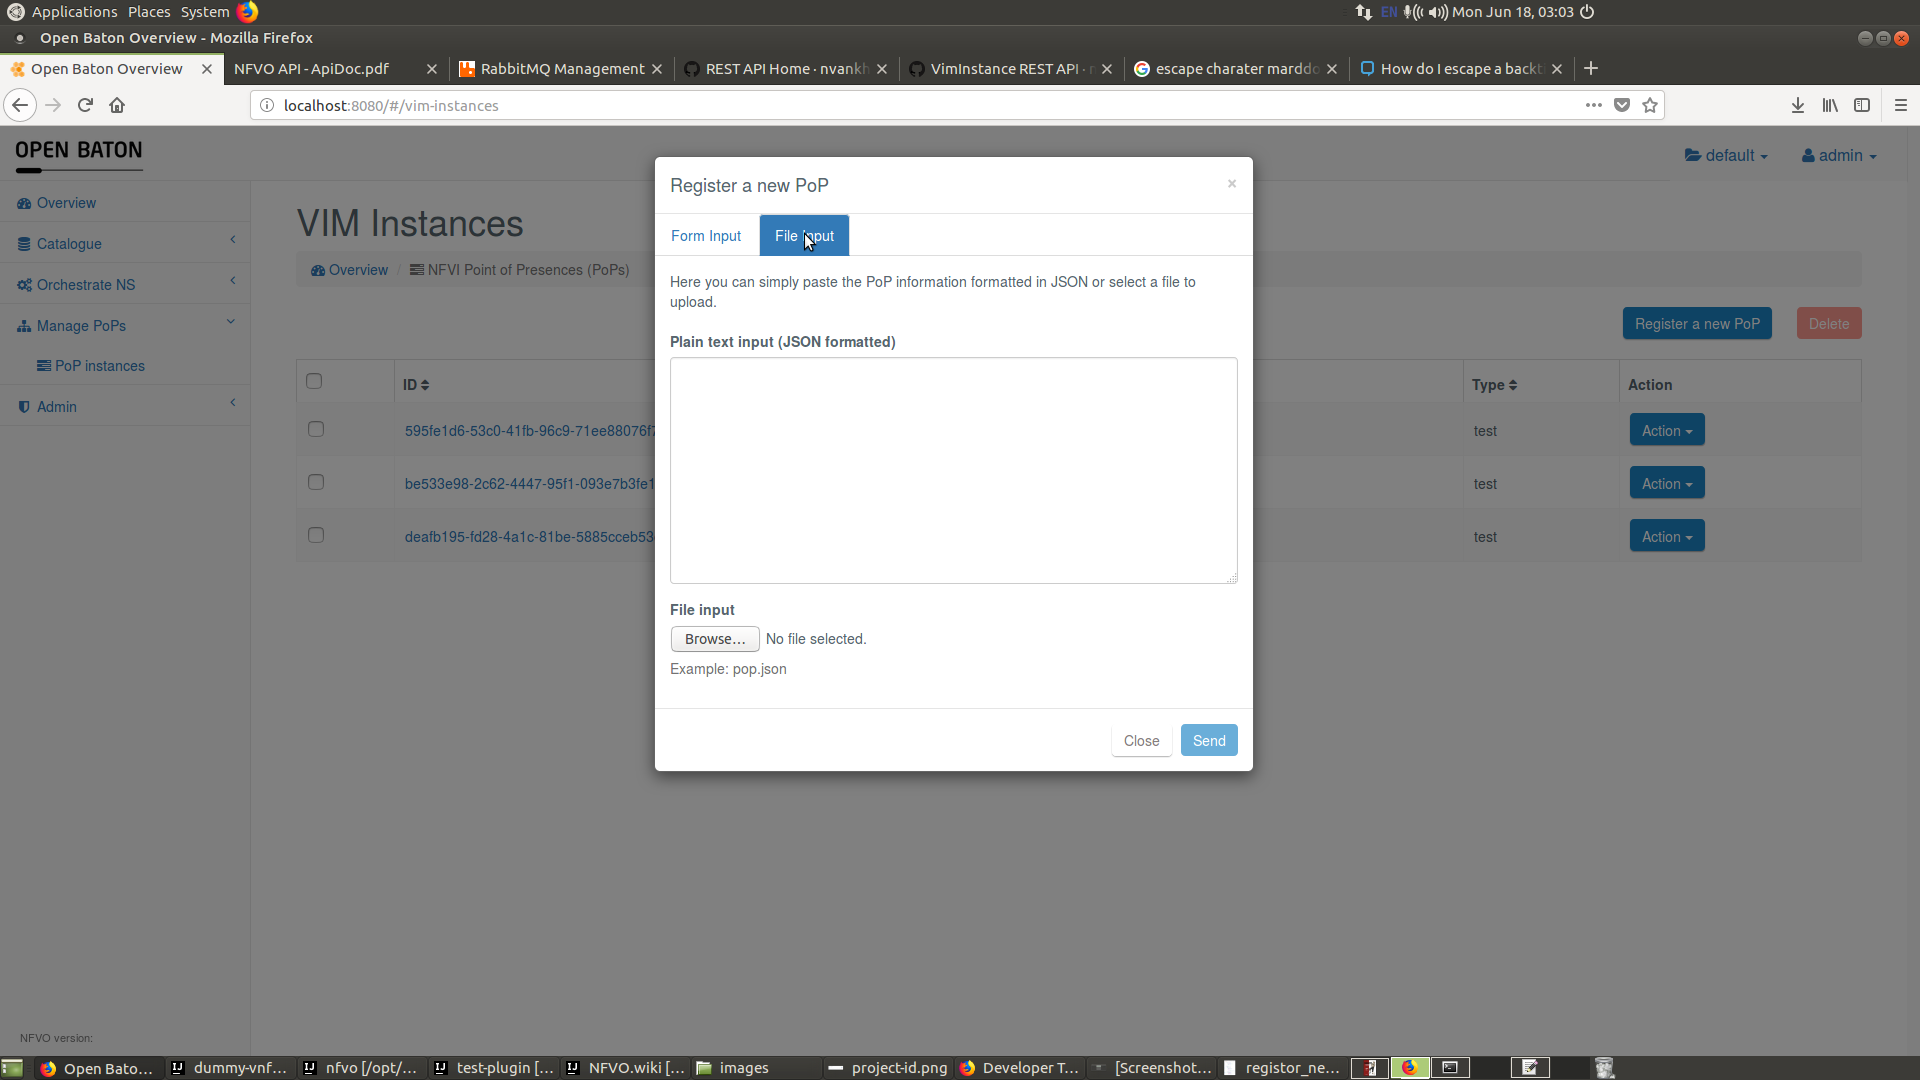 Applications Places System EN Mon Jun 18, 03:03
Open Baton Overview - Mozilla Firefox
Open Baton Overview NFVO API - ApiDoc.pdf RabbitMQ Management REST API Home · nvankh VimInstance REST API · escape charater marddo How do I escape a backt
localhost:8080/#/vim-instances
OPEN BATON
default
admin
Overview
Catalogue
Orchestrate NS
Manage PoPs
PoP instances
Admin
VIM Instances
Overview / NFVI Point of Presences (PoPs)
Register a new PoP Delete
ID Type Action
595fe1d6-53c0-41fb-96c9-71ee88076f7 test Action
be533e98-2c62-4447-95f1-093e7b3fe1 test Action
deafb195-fd28-4a1c-81be-5885cceb53 test Action
Register a new PoP ×
Form Input File Input
Here you can simply paste the PoP information formatted in JSON or select a file to
upload.
Plain text input (JSON formatted)
File input
Browse... No file selected.
Example: pop.json
Close Send
NFVO version:
Open Bato... dummy-vnf... nfvo [/opt/... test-plugin [... NFVO.wiki [... images project-id.png Developer T... [Screenshot... registor_ne...